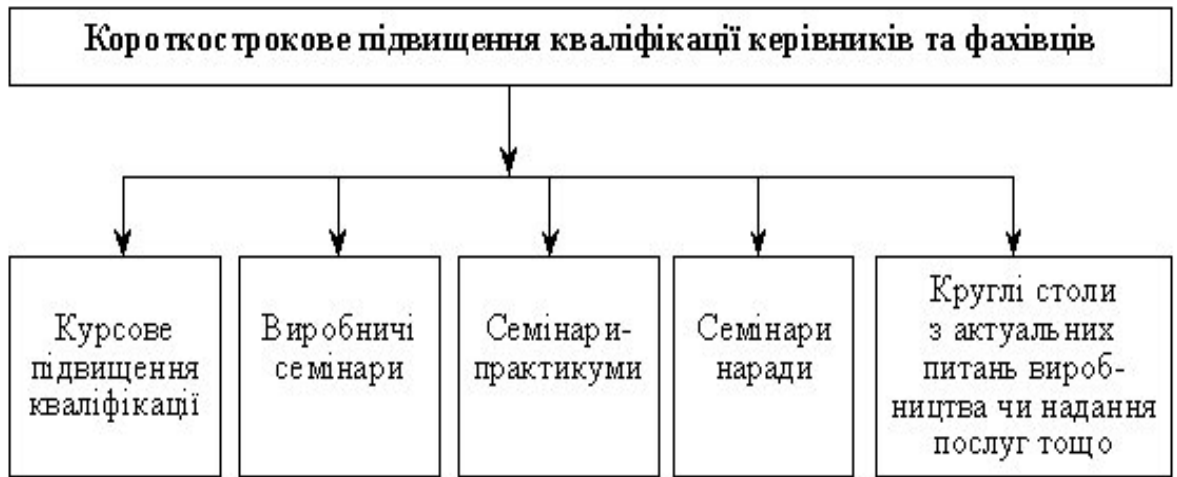 Короткострокове підвищення кваліфікації керівників та фахівців
Курсове
підвищення
кваліфікації
Виробничі
семінари
Семінари-
практикуми
Семінари
наради
Круглі столи
з актуальних
питань вироб-
ництва чи надання
послуг тощо